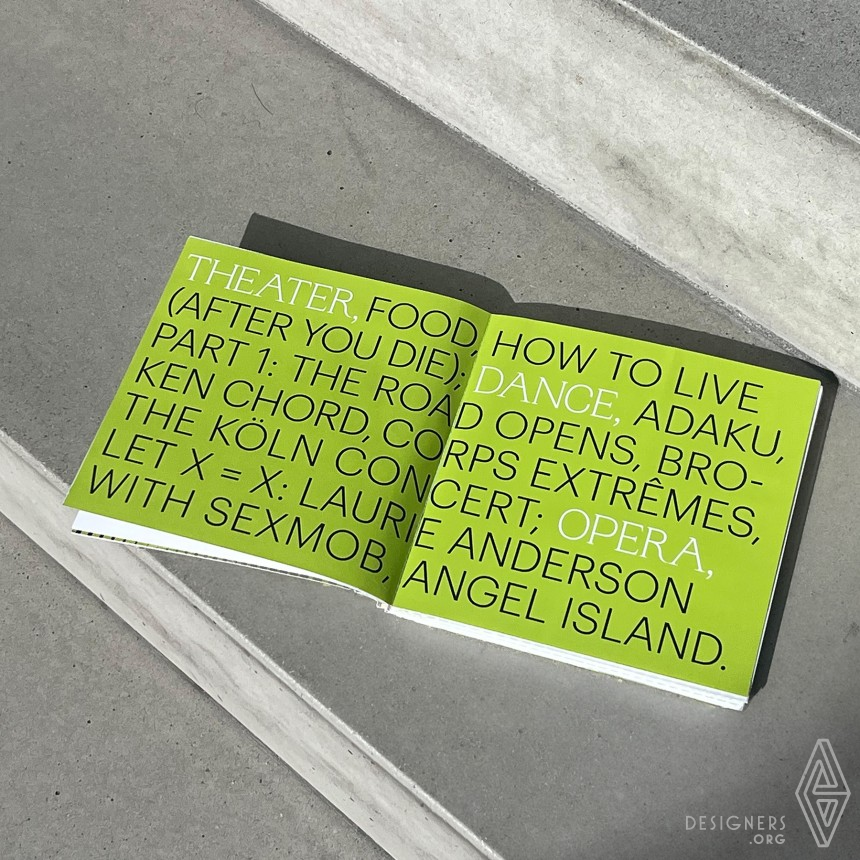 THEATER, FOOD, HOW TO LIVE
(AFTER YOU DIE); DANCE, ADAKU,
PART 1: THE ROAD OPENS, BRO-
KEN CHORD, CORPS EXTRÊMES,
THE KÖLN CONCERT; OPERA,
LET X = X: LAURIE ANDERSON
WITH SEXMOB, ANGEL ISLAND.
DESIGNERS
.ORG